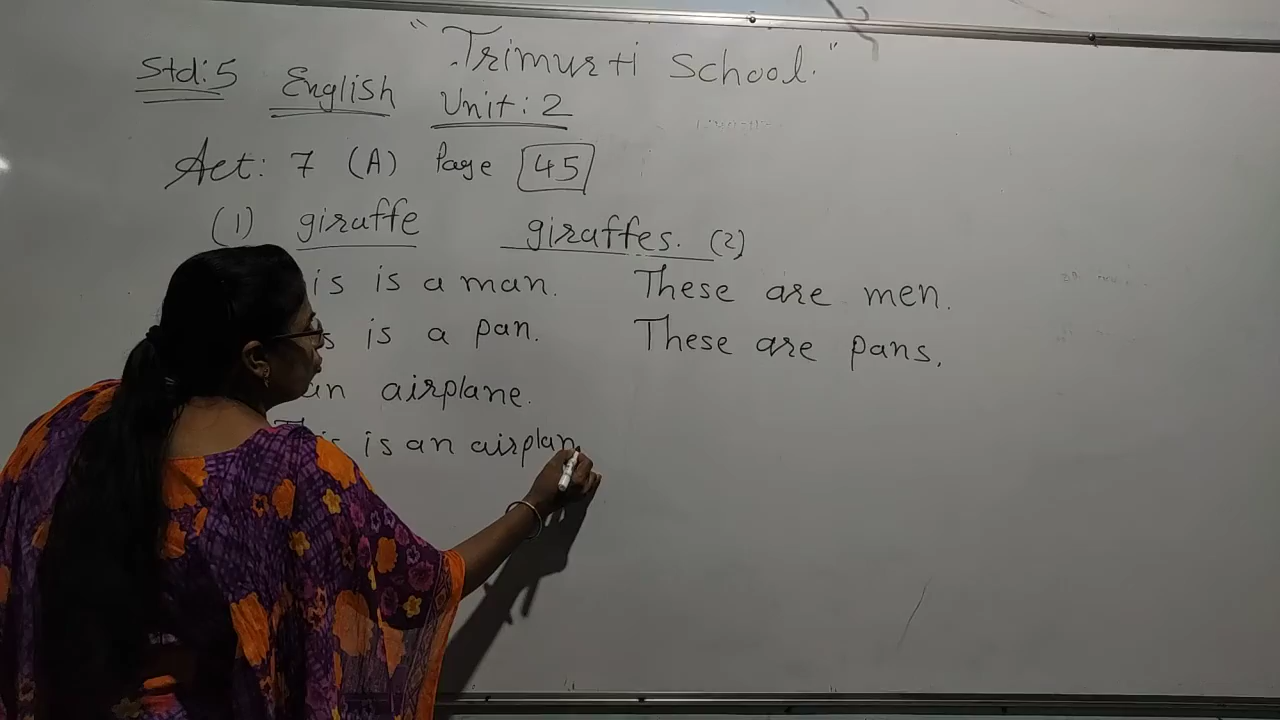 "Trimurti School."
Std:5 English Unit:2
Act: 7 (A) Page 45
(1) giraffe giraffes. (2)
is is a man. These are men.
s is a pan. These are pans.
an airplane.
is an airplan